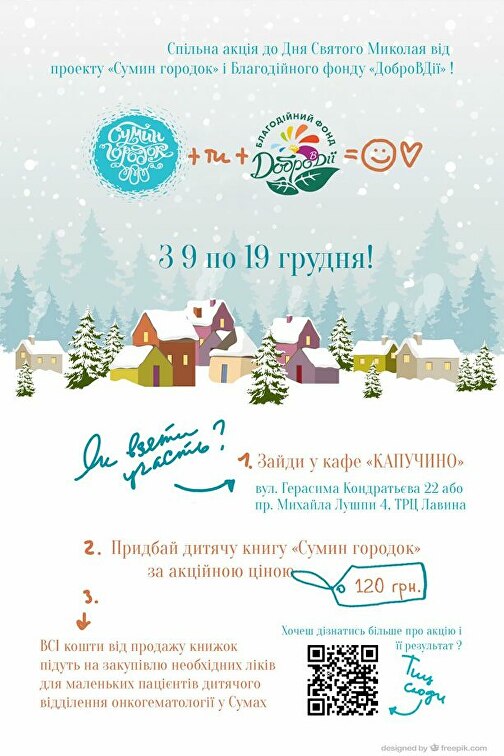 Спільна акція до Дня Святого Миколая від
проекту «Сумин городок» і Благодійного фонду «ДоброВДії» !
Сумин городок + ти + БЛАГОДІЙНИЙ ФОНД ДоброВДії =
З 9 по 19 грудня!
Як взяти участь?
1. Зайди у кафе «КАПУЧИНО»
вул. Герасима Кондратьєва 22 або
пр. Михайла Лушпи 4. ТРЦ Лавина
2. Придбай дитячу книгу «Сумин городок»
за акційною ціною 120 грн.
3.
ВСІ кошти від продажу книжок
підуть на закупівлю необхідних ліків
для маленьких пацієнтів дитячого
відділення онкогематології у Сумах
Хочеш дізнатись більше про акцію і
її результат ?
Тиц
сюди
designed by freepik.com